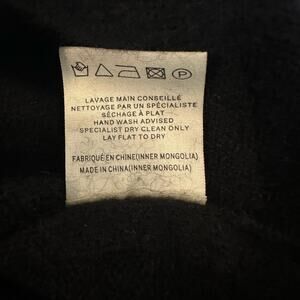 P
LAVAGE MAIN CONSEILLÉ
NETTOYAGE PAR UN SPÉCIALISTE
SÉCHAGE À PLAT
HAND WASH ADVISED
SPECIALIST DRY CLEAN ONLY
LAY FLAT TO DRY
FABRIQUÉ EN CHINE(INNER MONGOLIA)
MADE IN CHINA(INNER MONGOLIA)